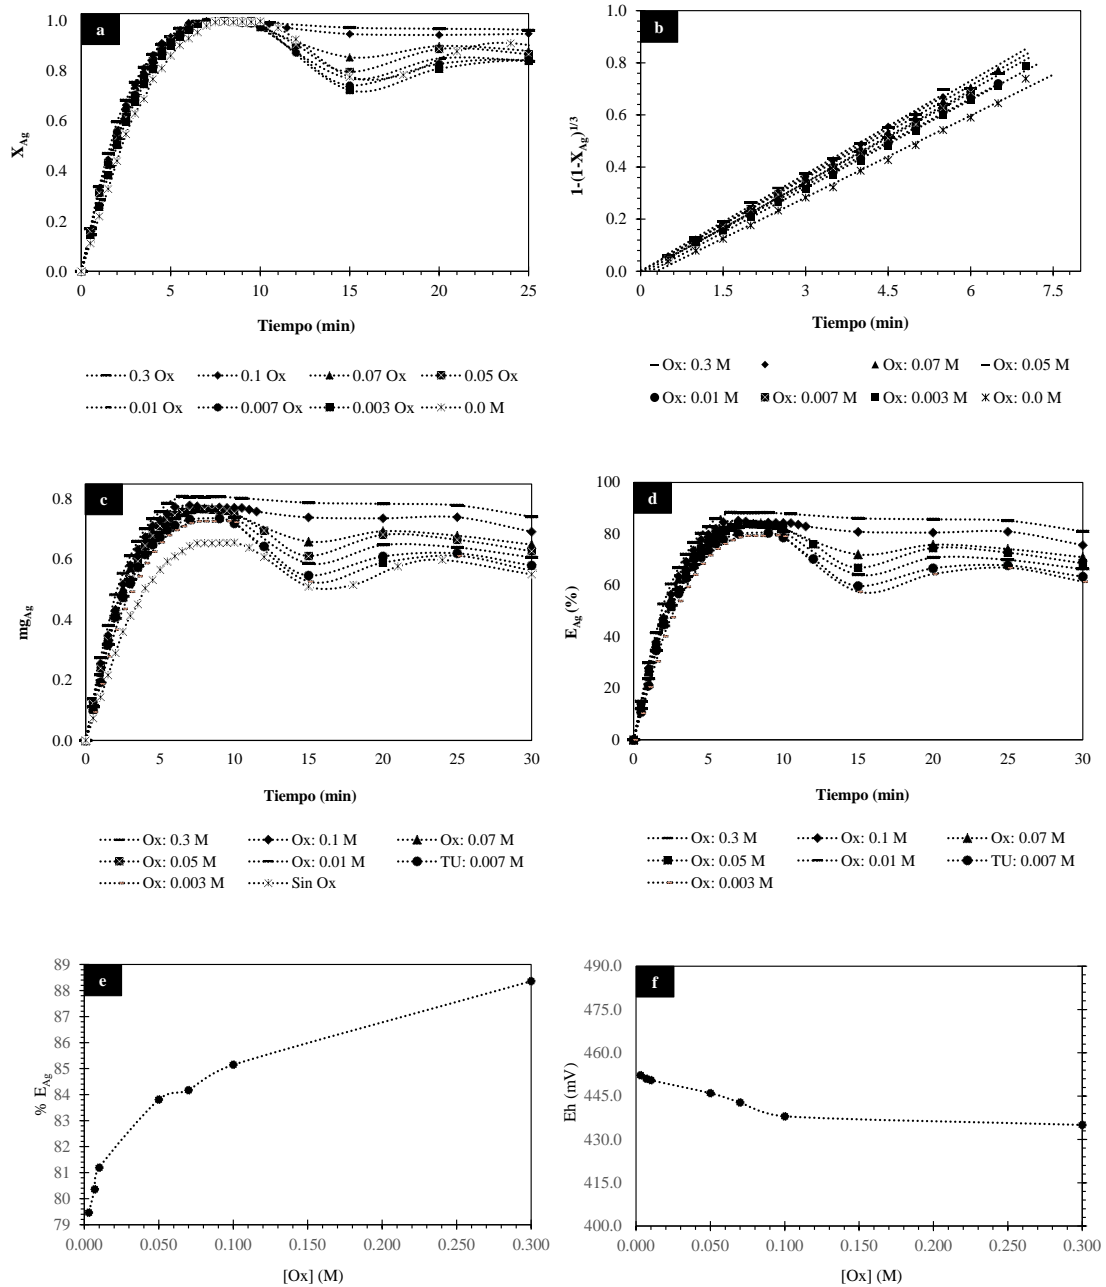 a
1.0
0.8
0.6
0.4
0.2
0.0
X_Ag
0 5 10 15 20 25
Tiempo (min)
0.3 Ox 0.1 Ox 0.07 Ox 0.05 Ox
0.01 Ox 0.007 Ox 0.003 Ox 0.0 M
b
1.0
0.8
0.6
0.4
0.2
0.0
1-(1-X_Ag)^1/3
0 1.5 3 4.5 6 7.5
Tiempo (min)
Ox: 0.3 M Ox: 0.07 M Ox: 0.05 M
Ox: 0.01 M Ox: 0.007 M Ox: 0.003 M Ox: 0.0 M
c
0.8
0.6
0.4
0.2
0.0
mg_Ag
0 5 10 15 20 25 30
Tiempo (min)
Ox: 0.3 M Ox: 0.1 M Ox: 0.07 M
Ox: 0.05 M Ox: 0.01 M TU: 0.007 M
Ox: 0.003 M Sin Ox
d
100
80
60
40
20
0
E_Ag (%)
0 5 10 15 20 25 30
Tiempo (min)
Ox: 0.3 M Ox: 0.1 M Ox: 0.07 M
Ox: 0.05 M Ox: 0.01 M TU: 0.007 M
Ox: 0.003 M
e
89
88
87
86
85
84
83
82
81
80
79
% E_Ag
0.000 0.050 0.100 0.150 0.200 0.250 0.300
[Ox] (M)
f
490.0
475.0
460.0
445.0
430.0
415.0
400.0
Eh (mV)
0.000 0.050 0.100 0.150 0.200 0.250 0.300
[Ox] (M)